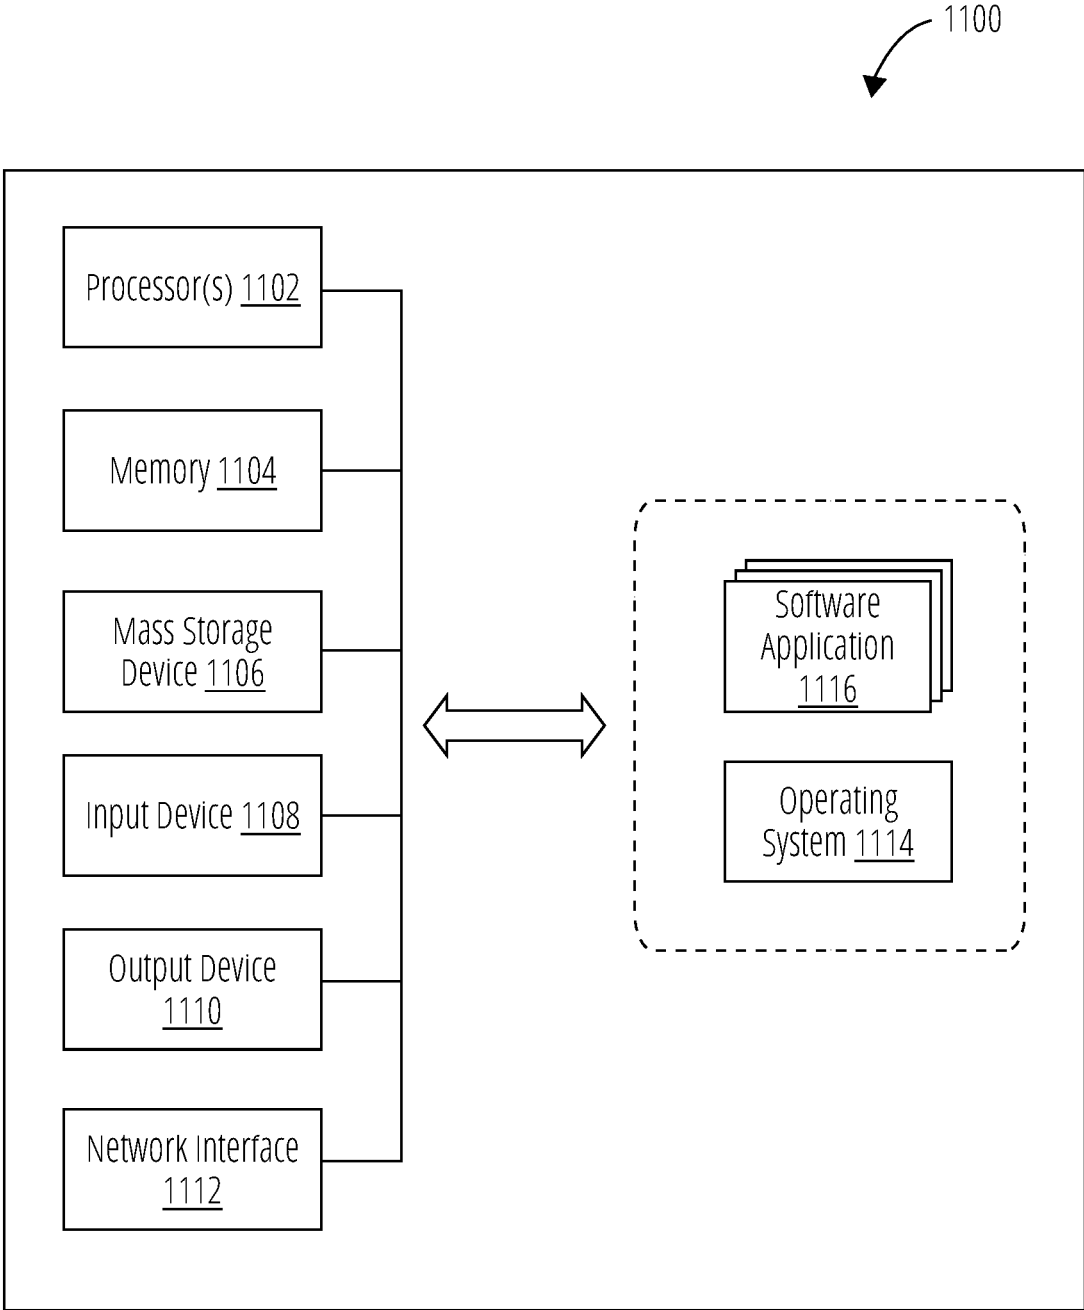 1100
Processor(s) 1102
Memory 1104
Mass Storage
Device 1106
Input Device 1108
Output Device
1110
Network Interface
1112
Software
Application
1116
Operating
System 1114